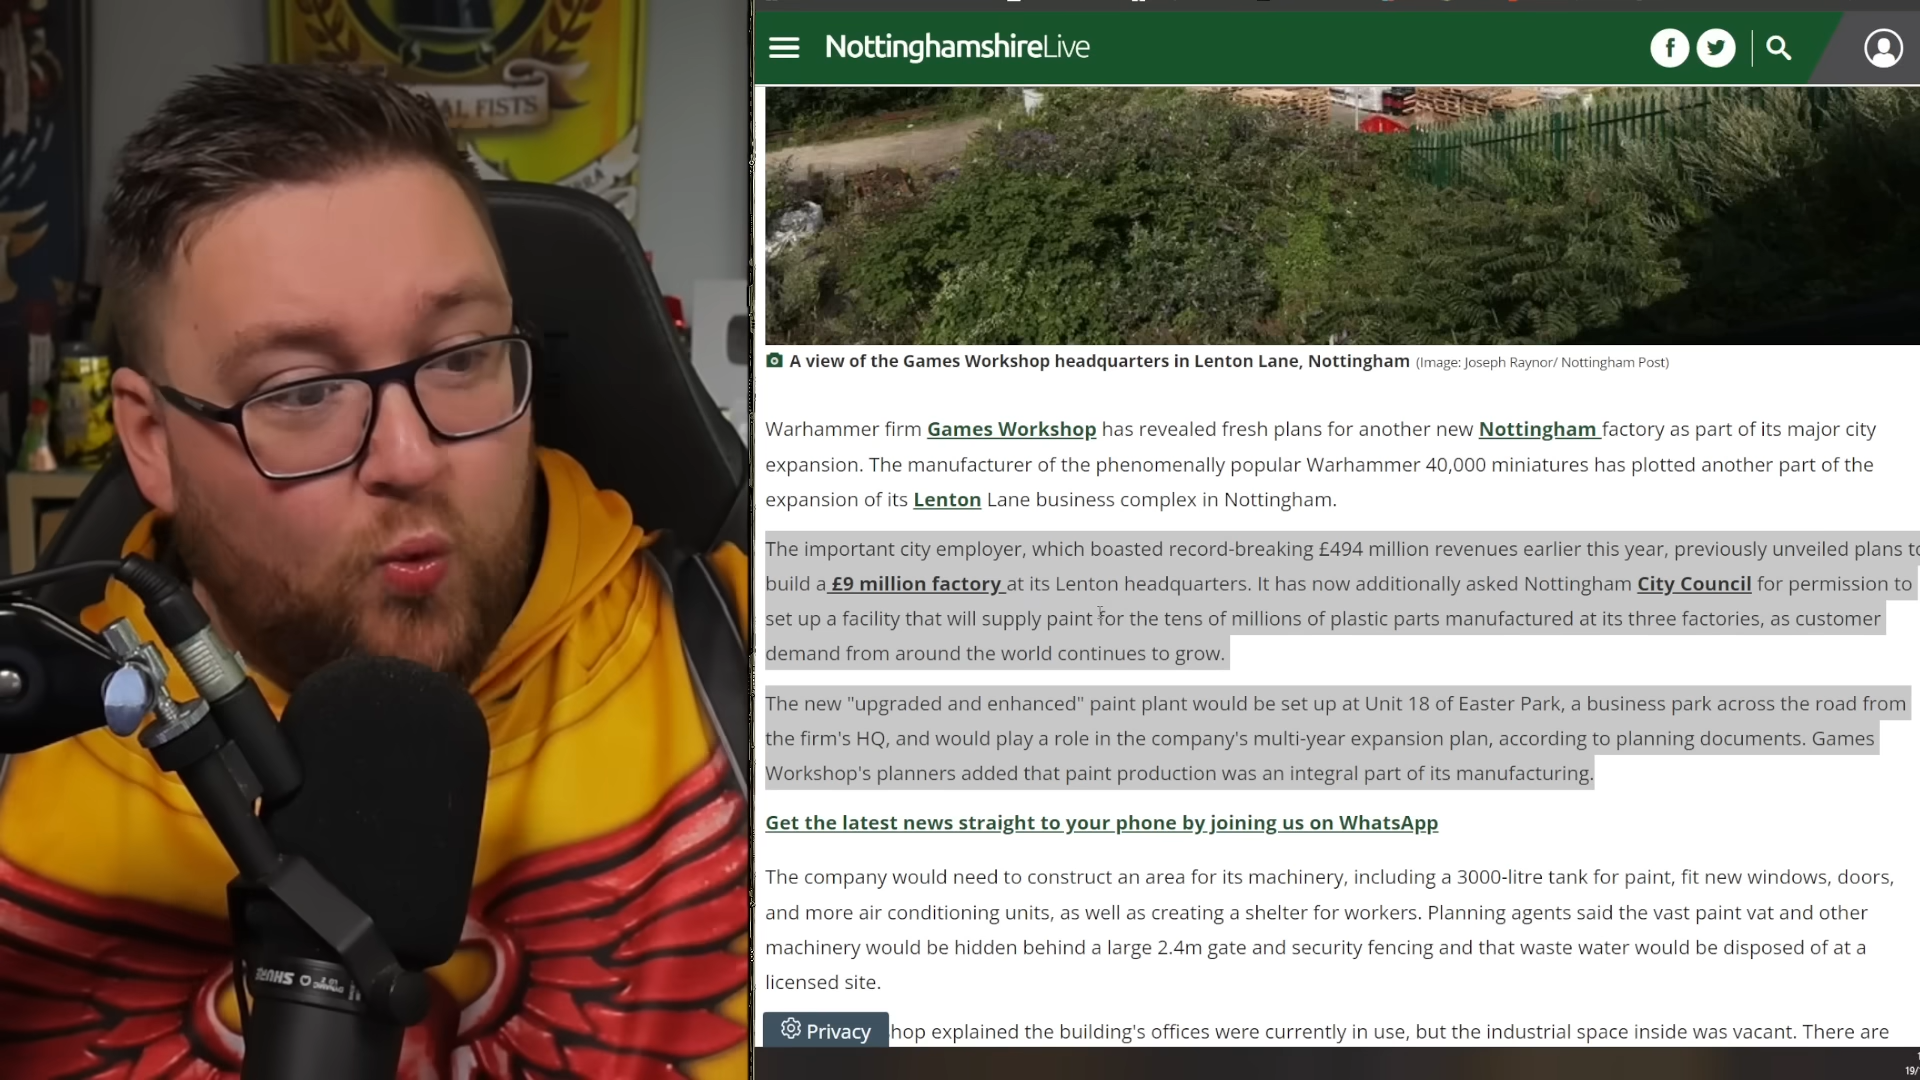 AL FISTS
NottinghamshireLive
A view of the Games Workshop headquarters in Lenton Lane, Nottingham (Image: Joseph Raynor/ Nottingham Post)
Warhammer firm Games Workshop has revealed fresh plans for another new Nottingham factory as part of its major city
expansion. The manufacturer of the phenomenally popular Warhammer 40,000 miniatures has plotted another part of the
expansion of its Lenton Lane business complex in Nottingham.
The important city employer, which boasted record-breaking £494 million revenues earlier this year, previously unveiled plans to
build a £9 million factory at its Lenton headquarters. It has now additionally asked Nottingham City Council for permission to
set up a facility that will supply paint for the tens of millions of plastic parts manufactured at its three factories, as customer
demand from around the world continues to grow.
The new "upgraded and enhanced" paint plant would be set up at Unit 18 of Easter Park, a business park across the road from
the firm's HQ, and would play a role in the company's multi-year expansion plan, according to planning documents. Games
Workshop's planners added that paint production was an integral part of its manufacturing.
Get the latest news straight to your phone by joining us on WhatsApp
The company would need to construct an area for its machinery, including a 3000-litre tank for paint, fit new windows, doors,
and more air conditioning units, as well as creating a shelter for workers. Planning agents said the vast paint vat and other
machinery would be hidden behind a large 2.4m gate and security fencing and that waste water would be disposed of at a
licensed site.
Privacy
hop explained the building's offices were currently in use, but the industrial space inside was vacant. There are
SHURE
19/